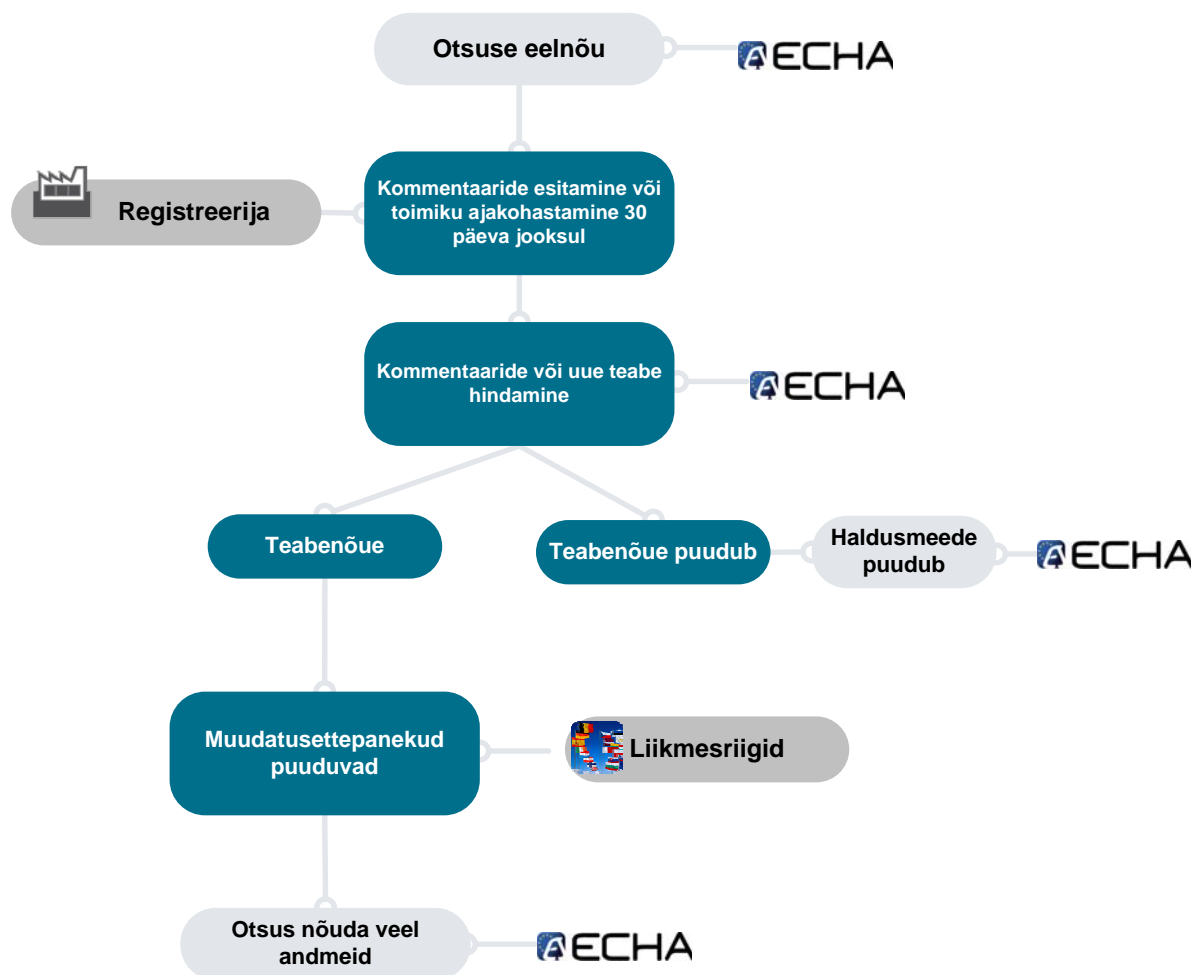 Otsuse eelnõu
ECHA
Kommentaaride esitamine või
toimiku ajakohastamine 30
päeva jooksul
Registreerija
Kommentaaride või uue teabe
hindamine
ECHA
Teabenõue
Teabenõue puudub
Haldusmeede
puudub
ECHA
Muudatusettepanekud
puuduvad
Liikmesriigid
Otsus nõuda veel
andmeid
ECHA